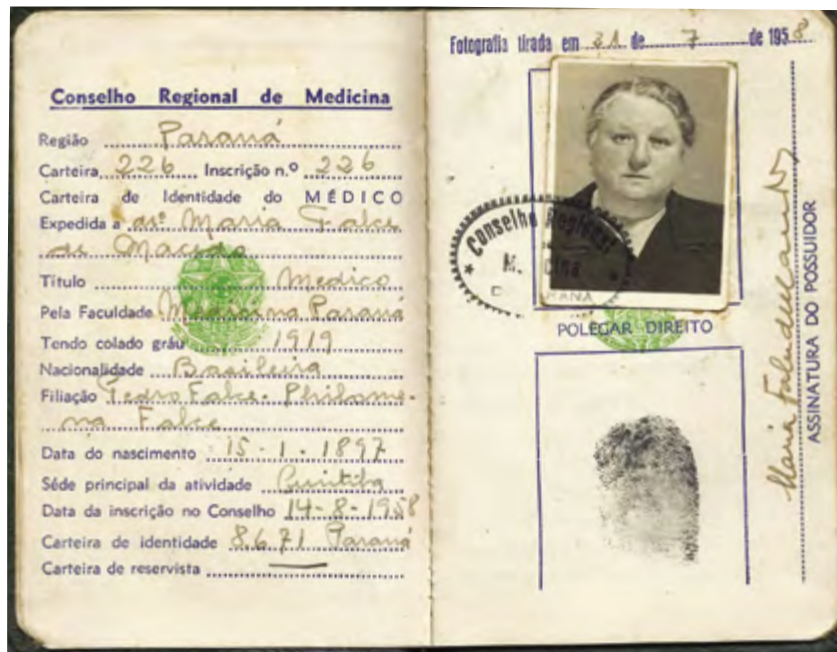 Conselho Regional de Medicina
Região Paraná
Carteira 226 Inscrição n.º 226
Carteira de Identidade do MÉDICO
Expedida a drª Maria Falce
de Macedo
Título Medico
Pela Faculdade Medicina Paraná
Tendo colado gráu 1919
Nacionalidade Brasileira
Filiação Pedro Falce - Philome-
na Falce
Data do nascimento 15-1-1897
Séde principal da atividade Curitiba
Data da inscrição no Conselho 14-8-1958
Carteira de identidade 8.671 Paraná
Carteira de reservista
Fotografia tirada em 31 de 7 de 1958
Conselho Regional
M
RANÁ
POLEGAR DIREITO
Maria
ASSINATURA DO POSSUIDOR